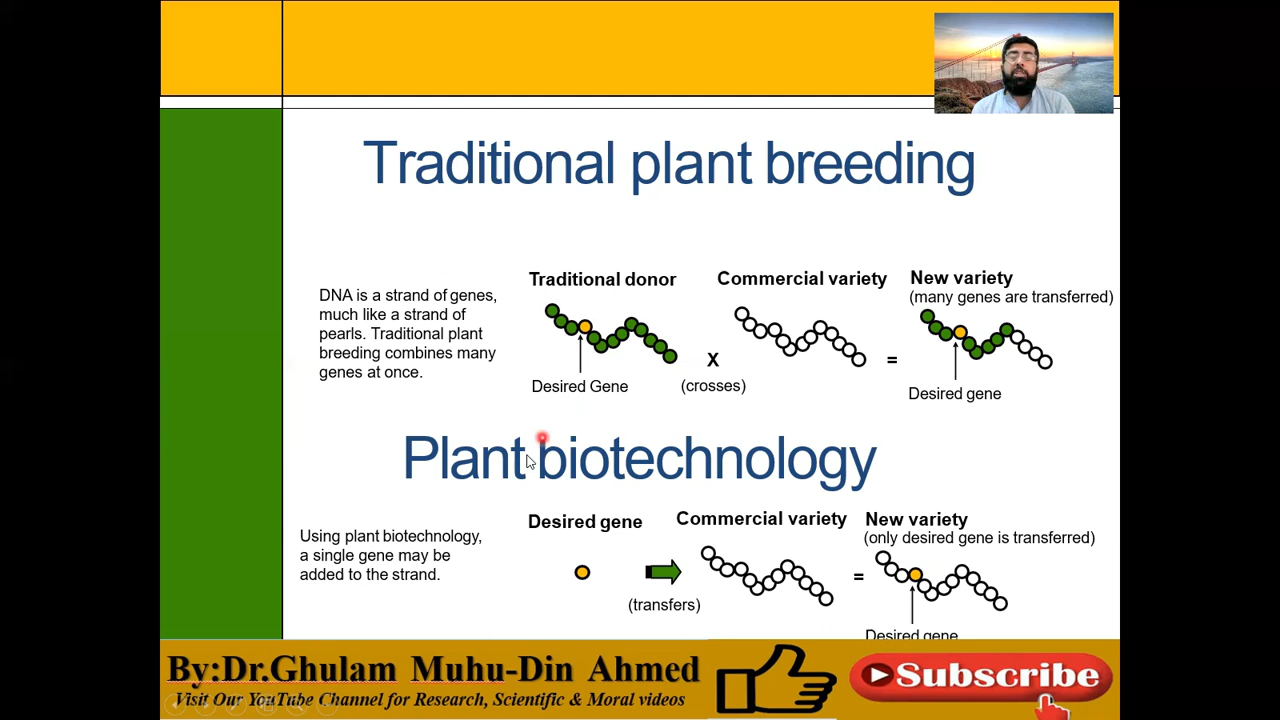 Traditional plant breeding
DNA is a strand of genes,
much like a strand of
pearls. Traditional plant
breeding combines many
genes at once.
Traditional donor
Desired Gene
X
(crosses)
Commercial variety
=
New variety
(many genes are transferred)
Desired gene
Plant biotechnology
Using plant biotechnology,
a single gene may be
added to the strand.
Desired gene
(transfers)
Commercial variety
=
New variety
(only desired gene is transferred)
Desired gene
By:Dr.Ghulam Muhu-Din Ahmed
Visit Our YouTube Channel for Research, Scientific & Moral videos
Subscribe